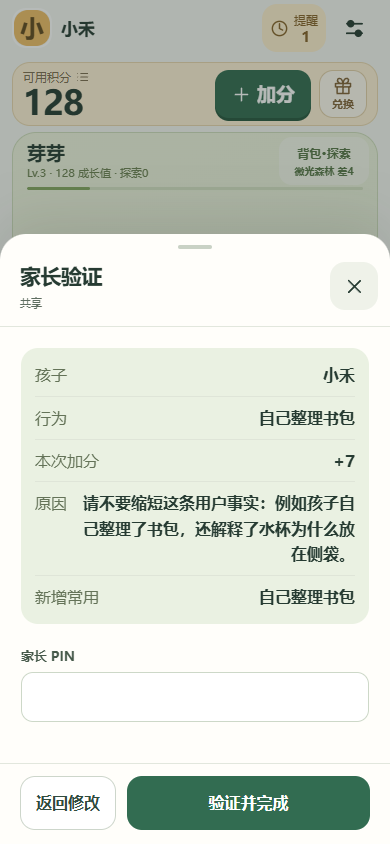 小 小禾
提醒
1
可用积分
128
+ 加分
兑换
芽芽
Lv.3 · 128 成长值 · 探索0
背包•探索
微光森林 差4
家长验证
共享
孩子 小禾
行为 自己整理书包
本次加分 +7
原因 请不要缩短这条用户事实：例如孩子自
己整理了书包，还解释了水杯为什么放
在侧袋。
新增常用 自己整理书包
家长 PIN
返回修改 验证并完成